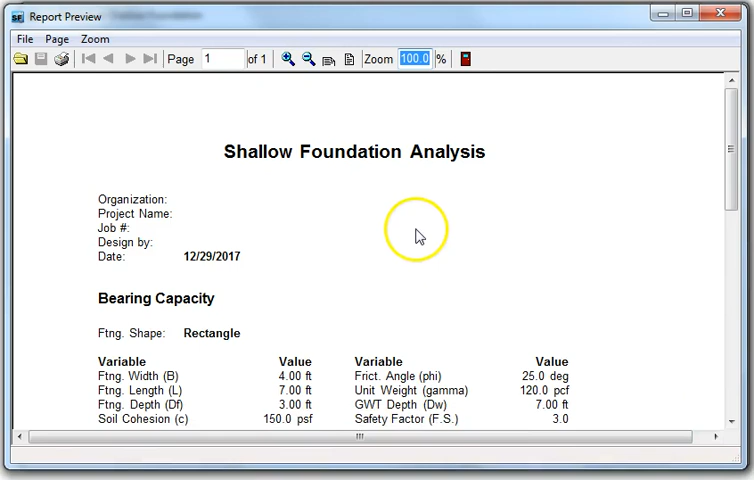 SF Report Preview
File Page Zoom
Page 1 of 1 Zoom 100.0 %
Shallow Foundation Analysis
Organization:
Project Name:
Job #:
Design by:
Date: 12/29/2017
Bearing Capacity
Ftng. Shape: Rectangle
Variable Value Variable Value
Ftng. Width (B) 4.00 ft Frict. Angle (phi) 25.0 deg
Ftng. Length (L) 7.00 ft Unit Weight (gamma) 120.0 pcf
Ftng. Depth (Df) 3.00 ft GWT Depth (Dw) 7.00 ft
Soil Cohesion (c) 150.0 psf Safety Factor (F.S.) 3.0